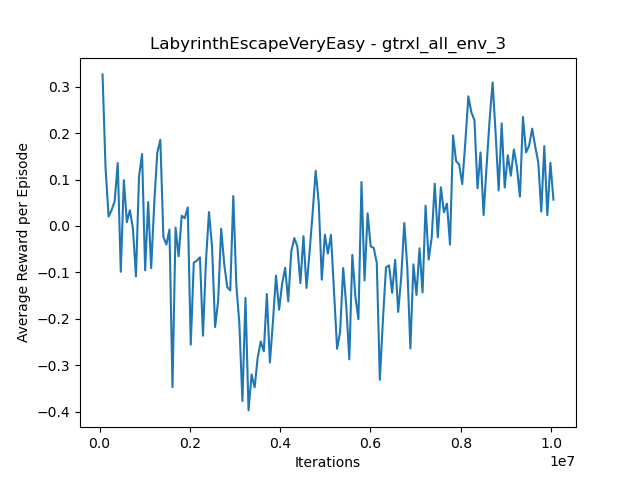 LabyrinthEscapeVeryEasy - gtrxl_all_env_3
Average Reward per Episode
0.3
0.2
0.1
0.0
−0.1
−0.2
−0.3
−0.4
0.0 0.2 0.4 0.6 0.8 1.0
1e7
Iterations